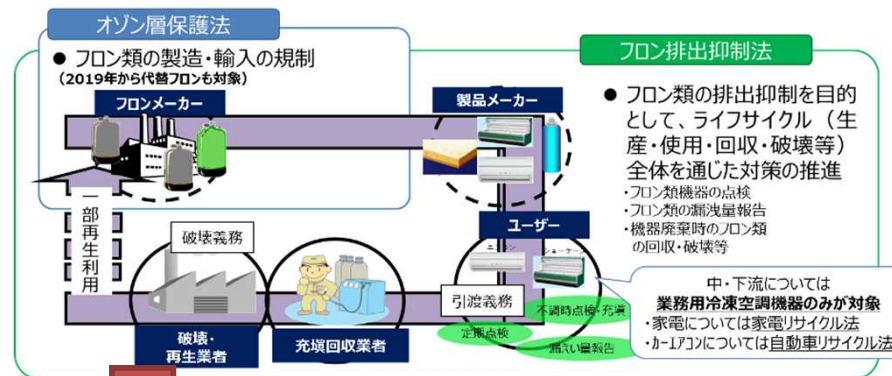 オゾン層保護法
● フロン類の製造・輸入の規制
（2019年から代替フロンも対象）
フロンメーカー
フロン排出抑制法
製品メーカー
● フロン類の排出抑制を目的
として、ライフサイクル（生
産・使用・回収・破壊等）
全体を通じた対策の推進
・フロン類機器の点検
・フロン類の漏洩量報告
・機器廃棄時のフロン類
の回収・破壊等
一部再生利用
破壊義務
破壊・
再生業者
充塡回収業者
ユーザー
エアコン
ショーケース
引渡義務
不調時点検・充塡
定期点検
漏えい量報告
中・下流については
業務用冷凍空調機器のみが対象
・家電については家電リサイクル法
・カーエアコンについては自動車リサイクル法